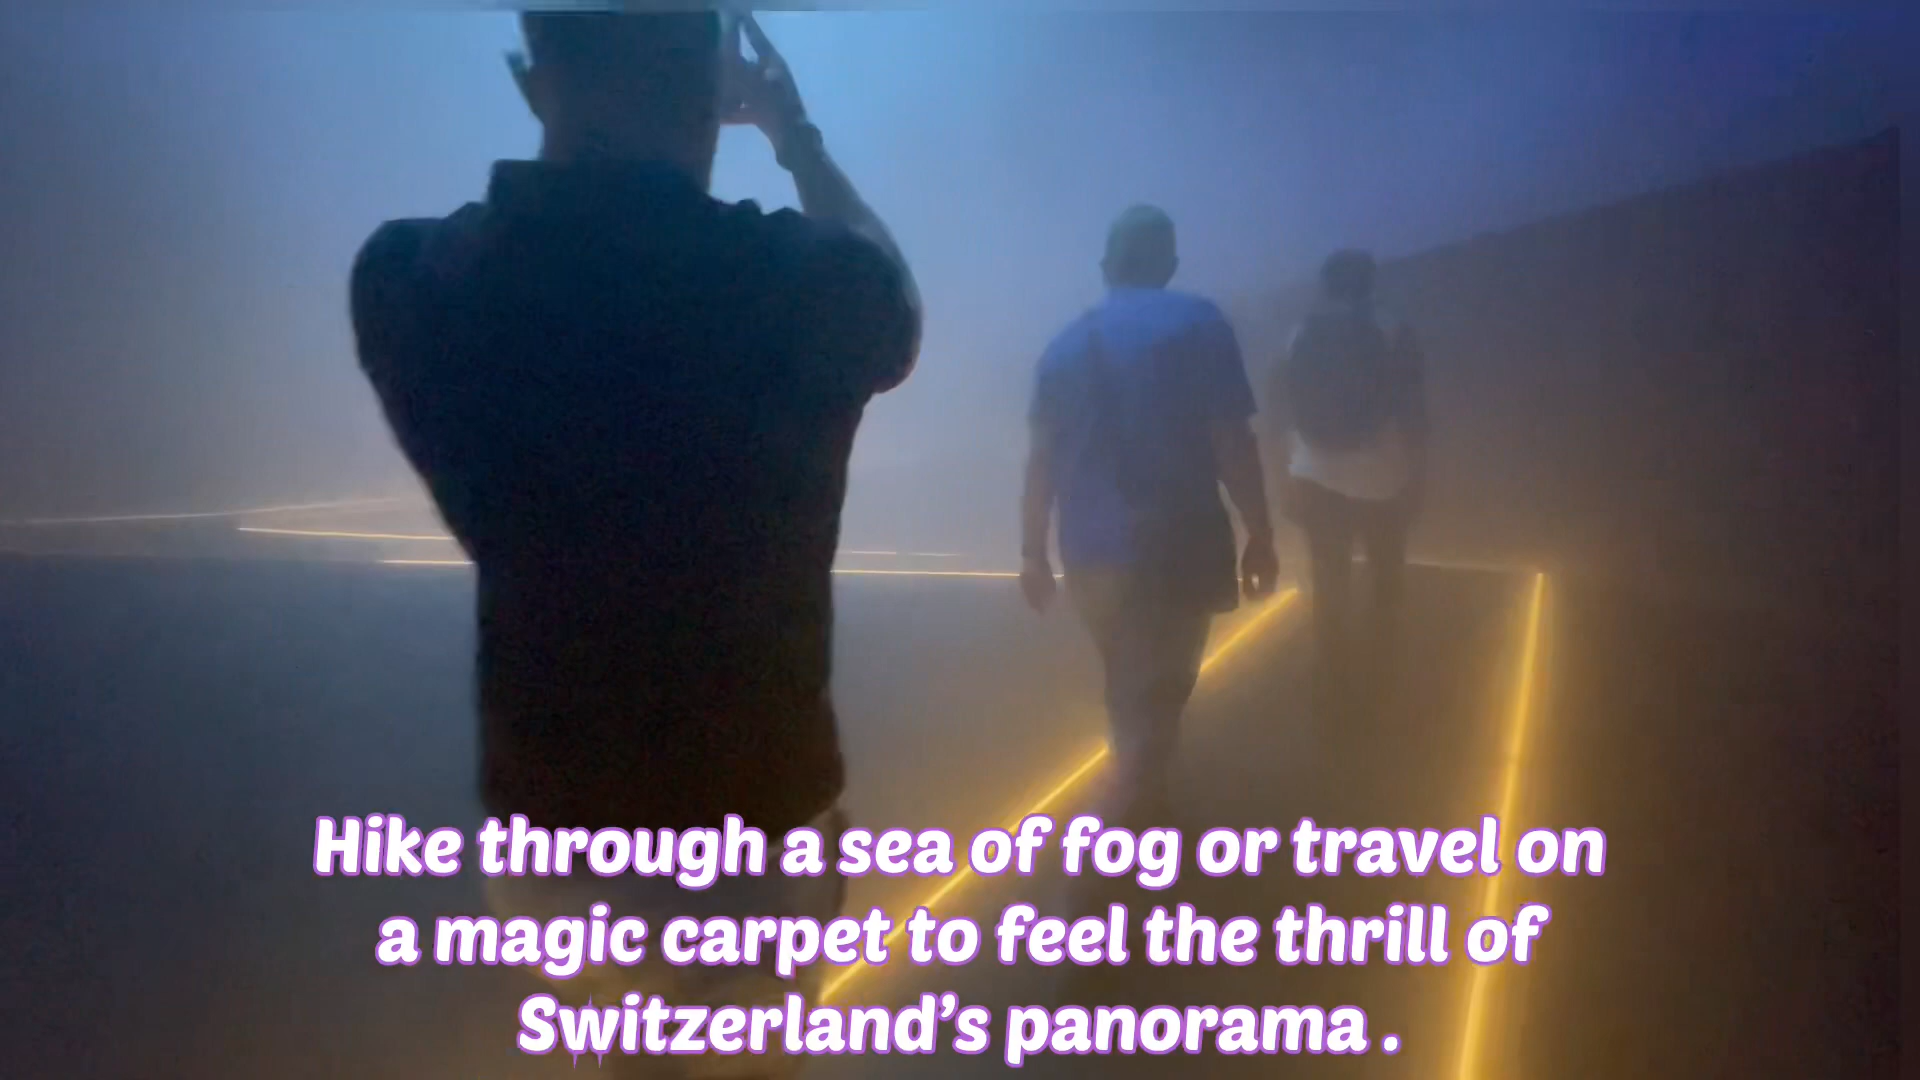 Hike through a sea of fog or travel on
a magic carpet to feel the thrill of
Switzerland’s panorama .